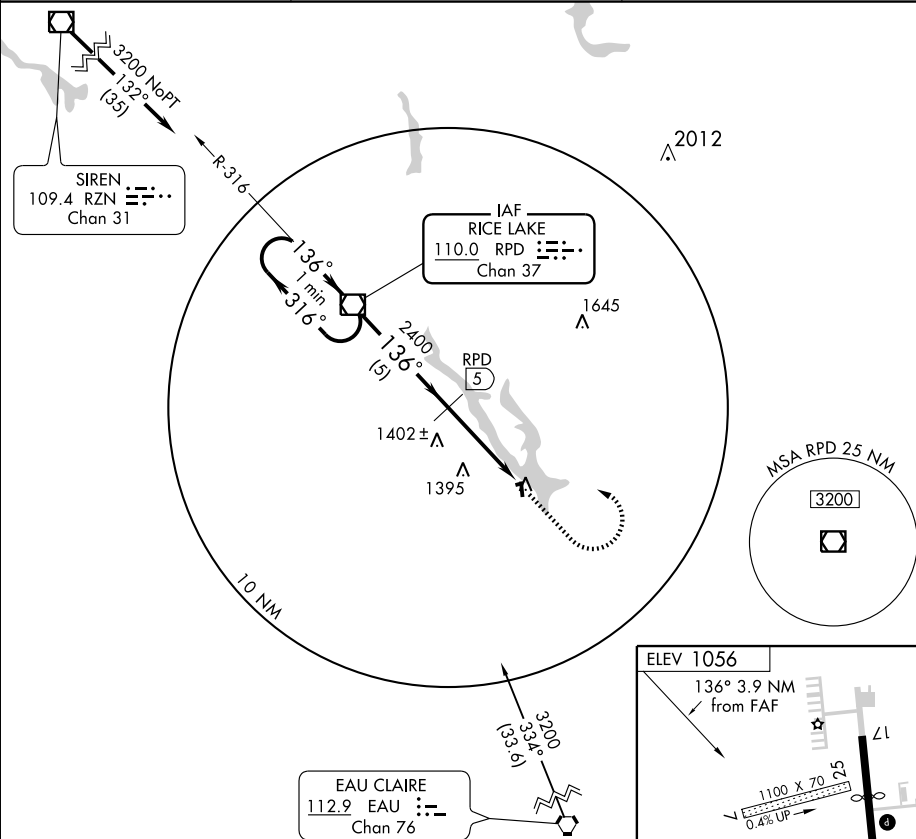 3200 NoPT
132°
(35)
R-316
SIREN
109.4 RZN
Chan 31
2012
IAF
RICE LAKE
110.0 RPD
Chan 37
136°
1 min
316°
1645
2400
136°
(5)
RPD
5
1402±
1395
MSA RPD 25 NM
3200
10 NM
3200
334°
(33.6)
EAU CLAIRE
112.9 EAU
Chan 76
ELEV 1056
136° 3.9 NM
from FAF
17
25
1100 X 70
7
0.4% UP
P